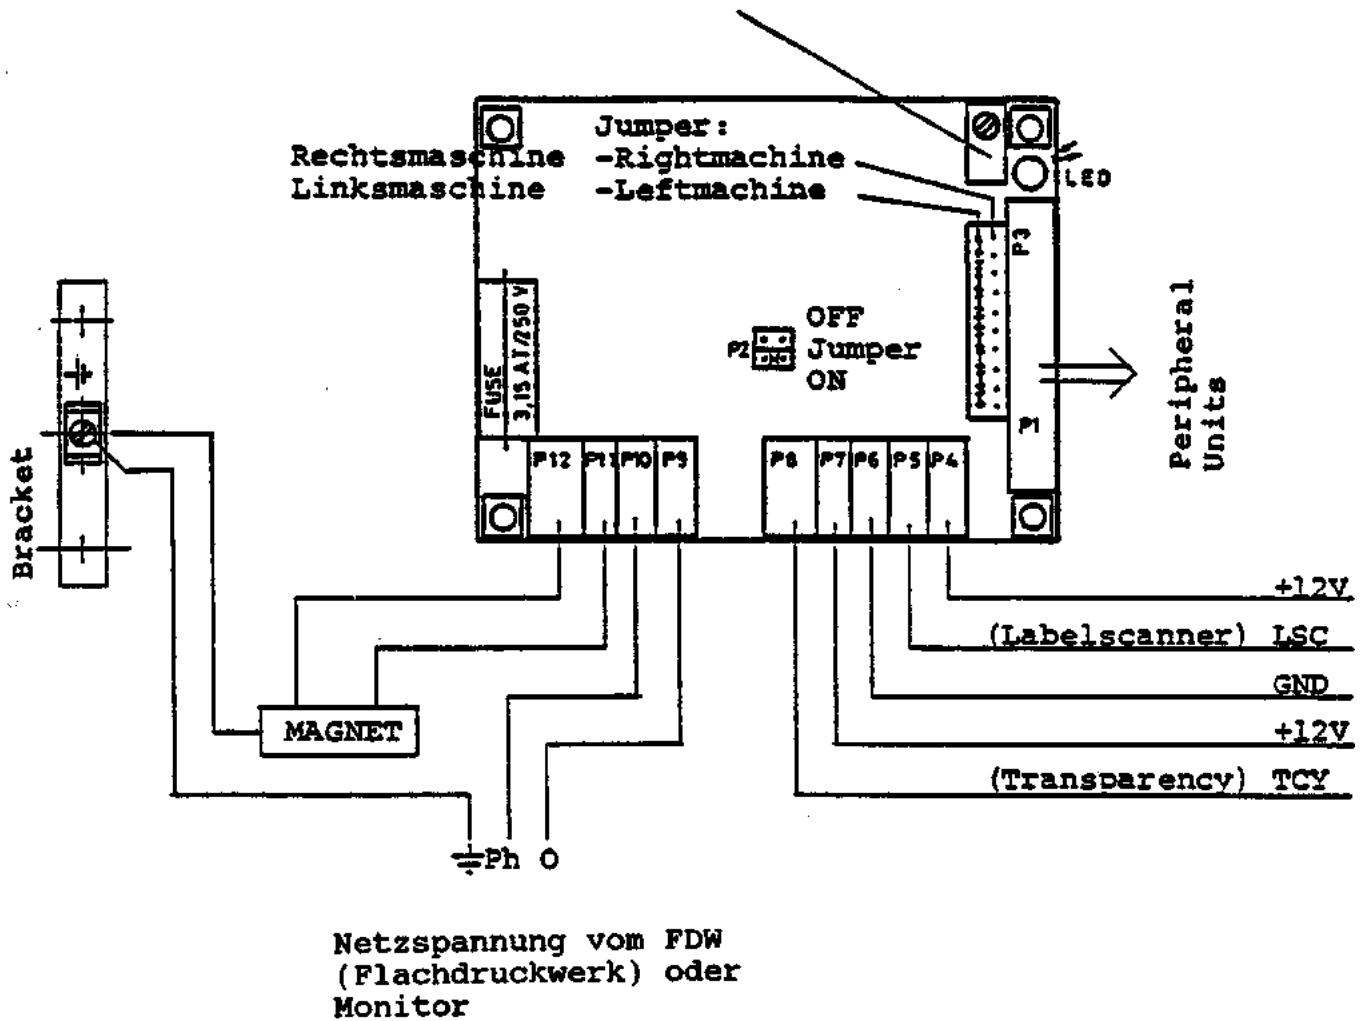 Jumper:
Rechtsmaschine -Rightmachine
Linksmaschine -Leftmachine
LED
P3
P1
Peripheral
Units
OFF
P2 Jumper
ON
FUSE
3,15 AT/250 V
Bracket
P12 P11 P10 P9
P8 P7 P6 P5 P4
+12V
(Labelscanner) LSC
GND
+12V
(Transparency) TCY
MAGNET
Ph O
Netzspannung vom FDW
(Flachdruckwerk) oder
Monitor